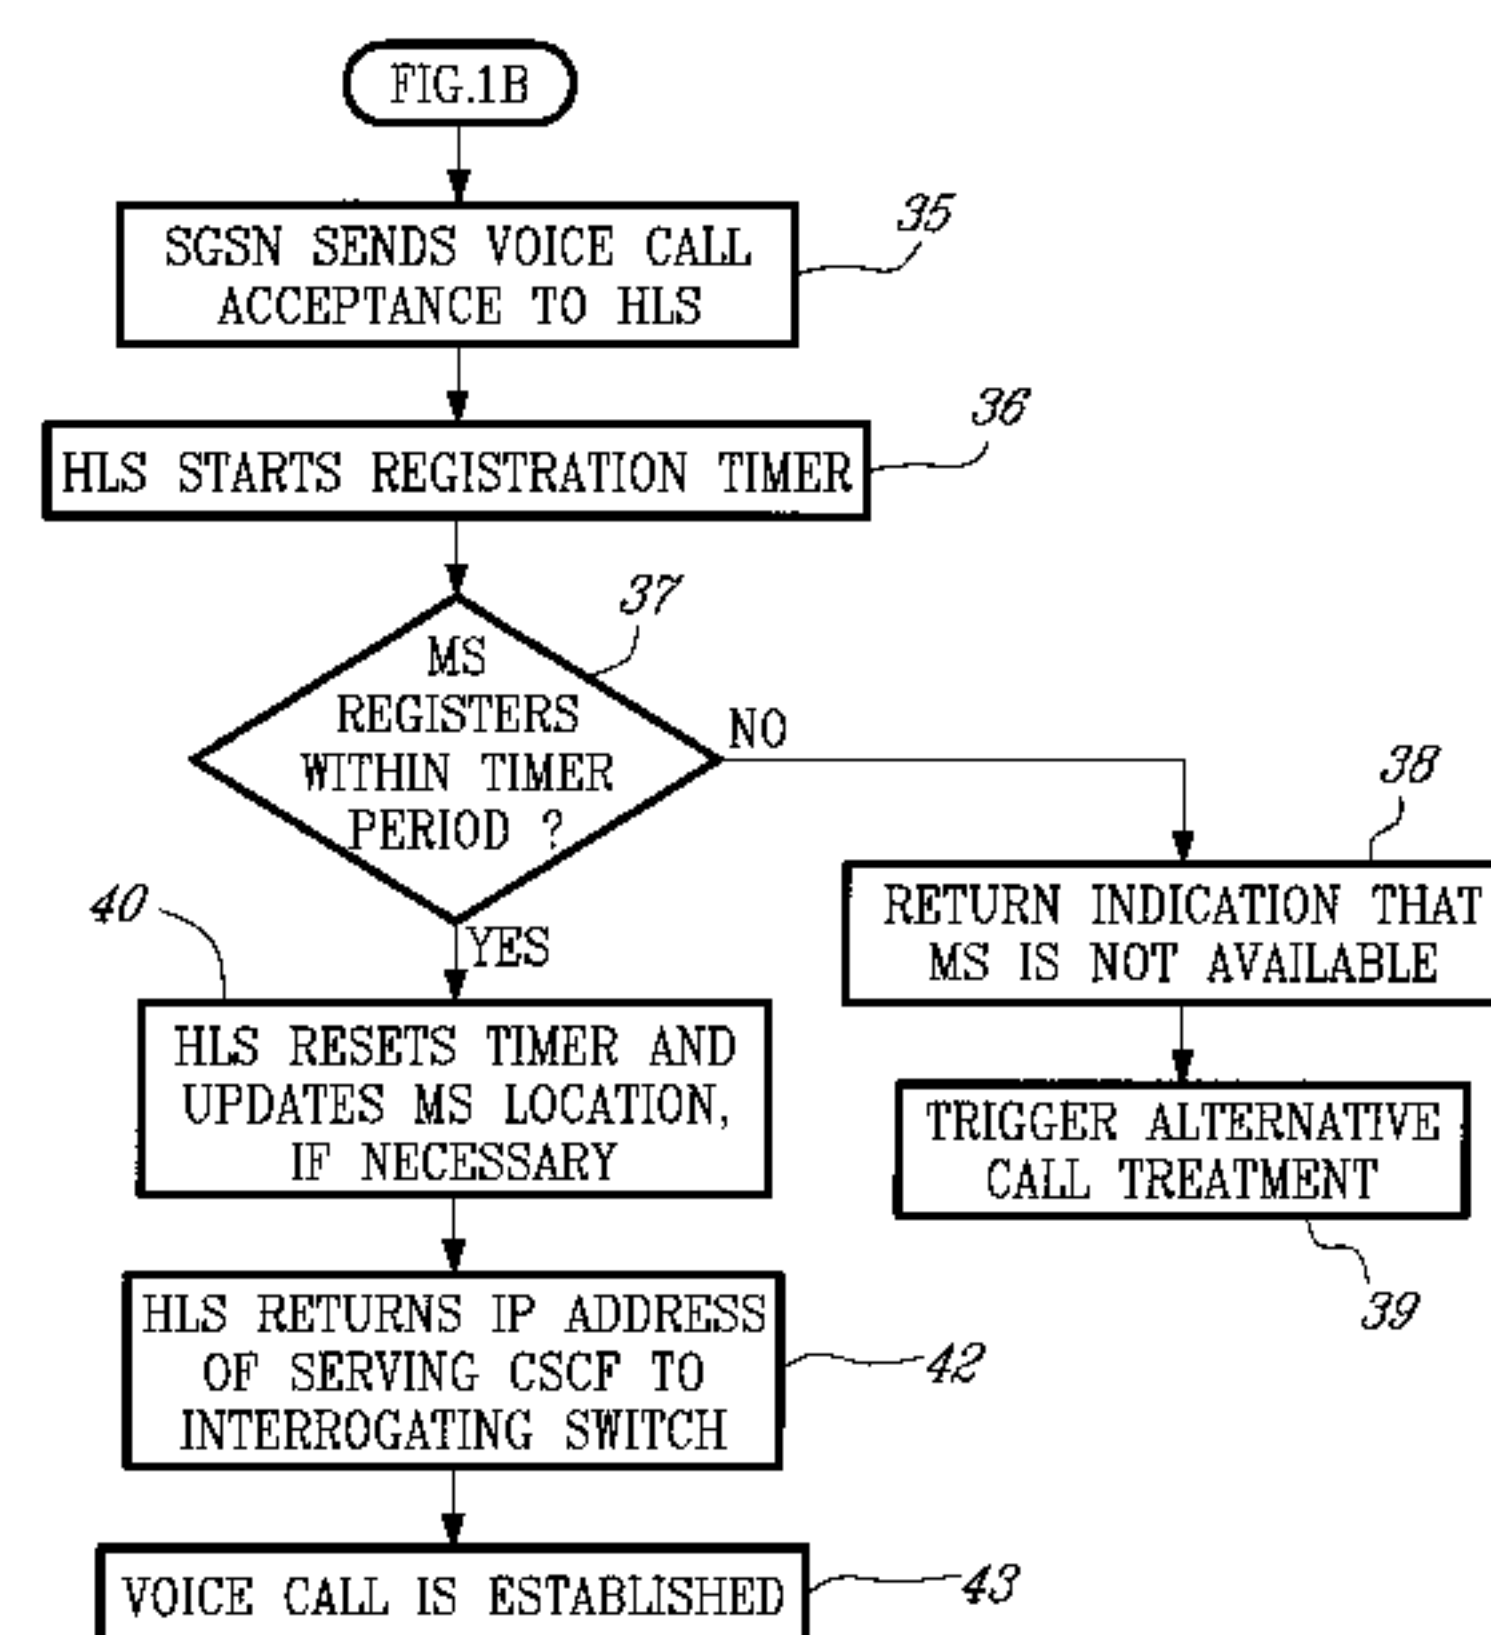 FIG.1B
SGSN SENDS VOICE CALL
ACCEPTANCE TO HLS
35
HLS STARTS REGISTRATION TIMER
36
MS
REGISTERS
WITHIN TIMER
PERIOD ?
37
NO
38
RETURN INDICATION THAT
MS IS NOT AVAILABLE
TRIGGER ALTERNATIVE
CALL TREATMENT
39
YES
40
HLS RESETS TIMER AND
UPDATES MS LOCATION,
IF NECESSARY
HLS RETURNS IP ADDRESS
OF SERVING CSCF TO
INTERROGATING SWITCH
42
VOICE CALL IS ESTABLISHED
43